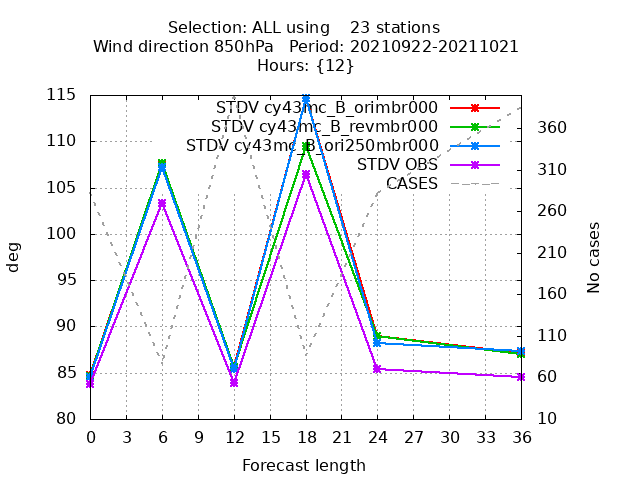 Selection: ALL using 23 stations
Wind direction 850hPa Period: 20210922-20211021
Hours: {12}
STDV cy43mc_B_orimbr000
STDV cy43mc_B_revmbr000
STDV cy43mc_B_ori250mbr000
STDV OBS
CASES
115
110
105
100
95
90
85
80
deg
360
310
260
210
160
110
60
10
No cases
0 3 6 9 12 15 18 21 24 27 30 33 36
Forecast length